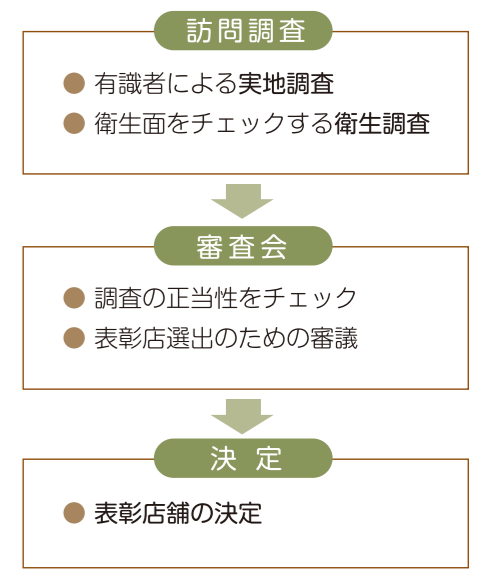 訪問調査
● 有識者による実地調査
● 衛生面をチェックする衛生調査
審査会
● 調査の正当性をチェック
● 表彰店選出のための審議
決定
● 表彰店舗の決定